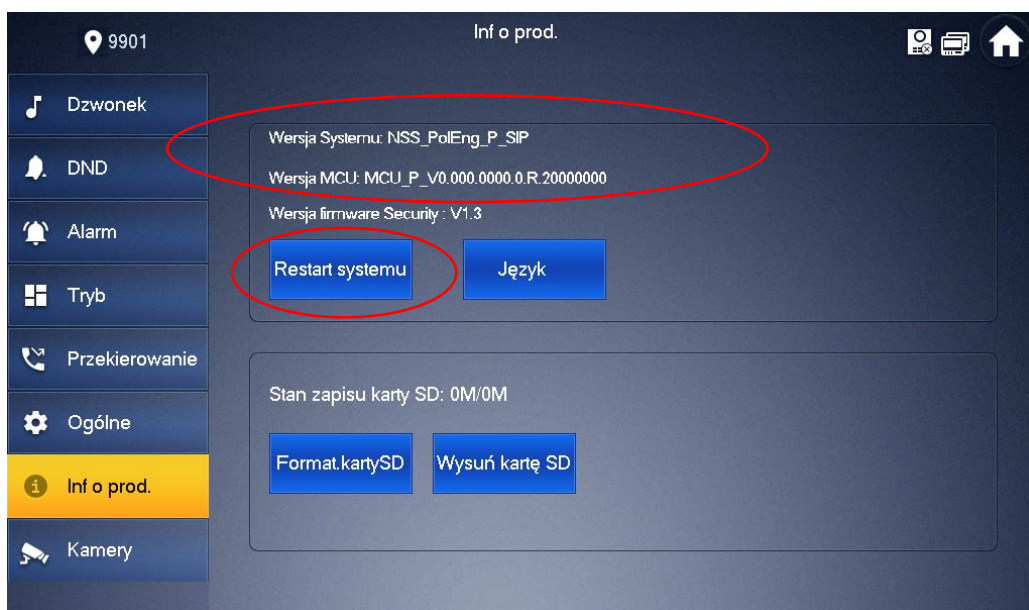 9901
Inf o prod.
Dzwonek
DND
Alarm
Tryb
Przekierowanie
Ogólne
Inf o prod.
Kamery
Wersja Systemu: NSS_PolEng_P_SIP
Wersja MCU: MCU_P_V0.000.0000.0.R.20000000
Wersja firmware Security : V1.3
Restart systemu
Język
Stan zapisu karty SD: 0M/0M
Format.kartySD
Wysuń kartę SD